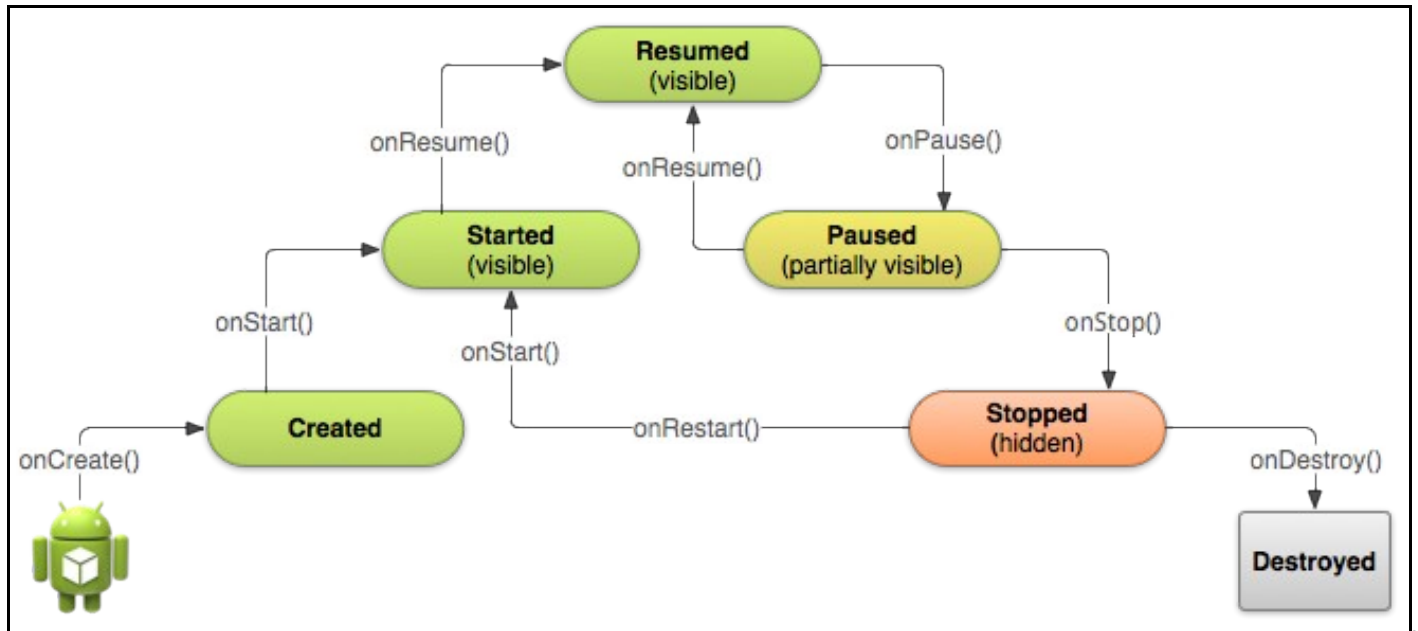 Resumed
(visible)
onResume()
onPause()
onResume()
Started
(visible)
Paused
(partially visible)
onStart()
onStart()
onStop()
Created
onRestart()
Stopped
(hidden)
onCreate()
onDestroy()
Destroyed